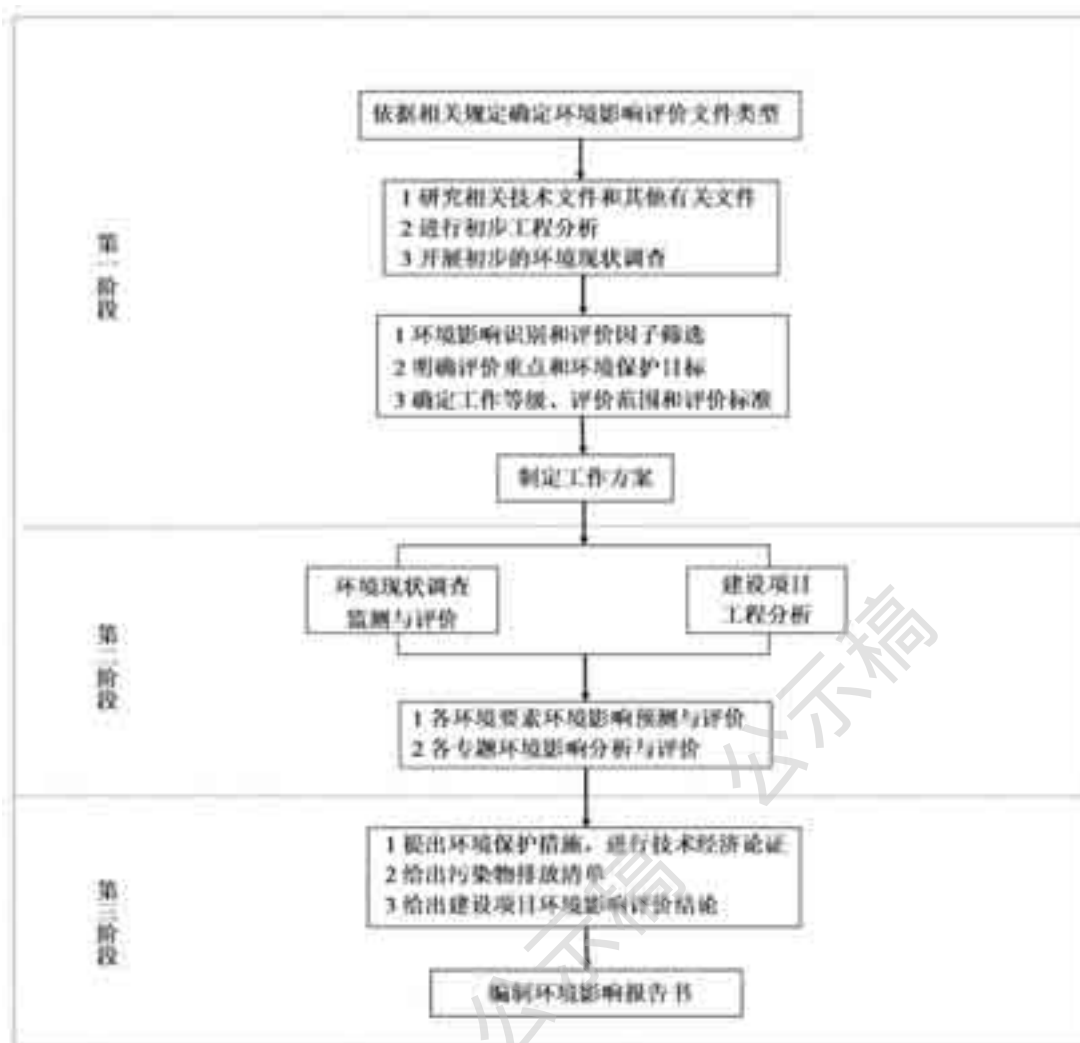 依据相关规定确定环境影响评价文件类型
1 研究相关技术文件和其他有关文件
2 进行初步工程分析
3 开展初步的环境现状调查
第一阶段
1 环境影响识别和评价因子筛选
2 明确评价重点和环境保护目标
3 确定工作等级、评价范围和评价标准
制定工作方案
环境现状调查
监测与评价
建设项目
工程分析
第二阶段
1 各环境要素环境影响预测与评价
2 各专题环境影响分析与评价
1 提出环境保护措施，进行技术经济论证
2 给出污染物排放清单
3 给出建设项目环境影响评价结论
第三阶段
编制环境影响报告书
公示稿
公示稿